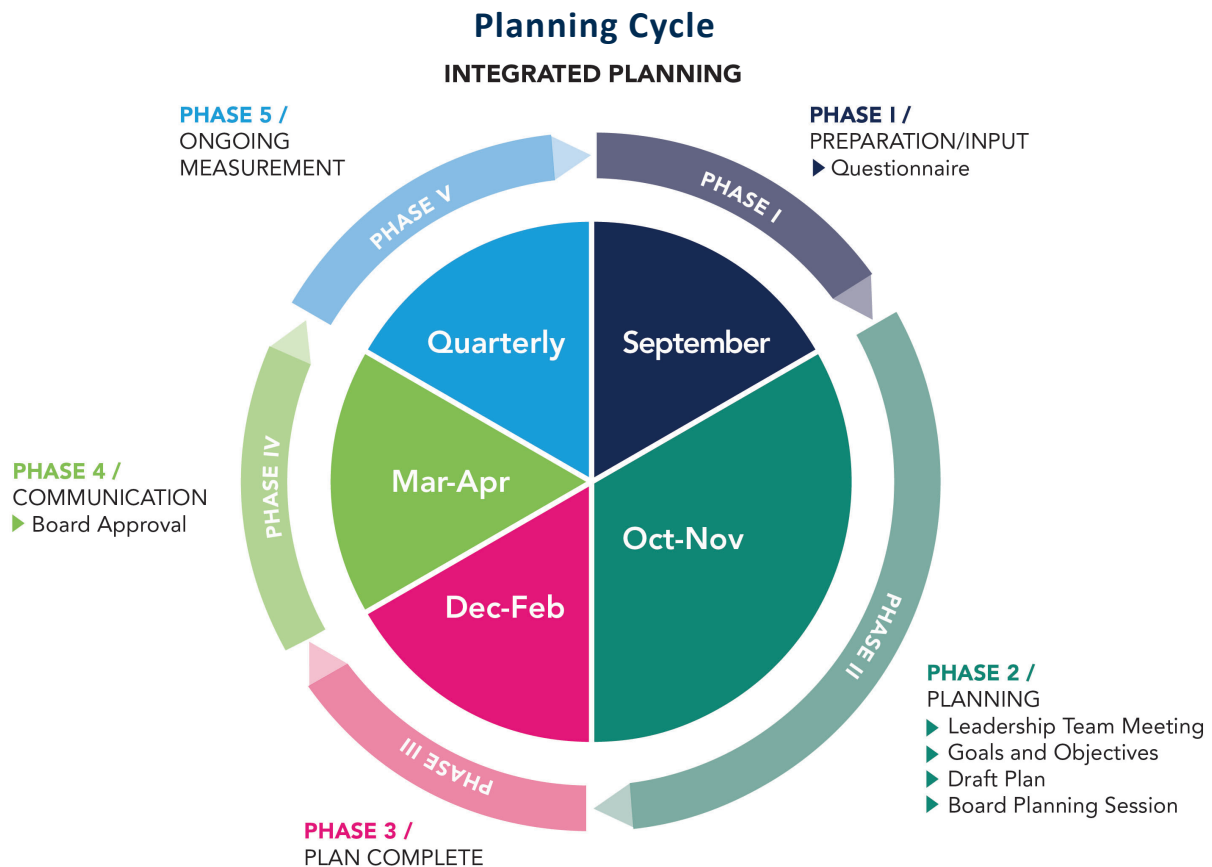 Planning Cycle
INTEGRATED PLANNING
PHASE 5 /
ONGOING
MEASUREMENT
PHASE I /
PREPARATION/INPUT
Questionnaire
PHASE V
PHASE I
Quarterly
September
PHASE 4 /
COMMUNICATION
Board Approval
PHASE IV
Mar-Apr
Oct-Nov
Dec-Feb
PHASE II
PHASE 2 /
PLANNING
Leadership Team Meeting
Goals and Objectives
Draft Plan
Board Planning Session
PHASE III
PHASE 3 /
PLAN COMPLETE